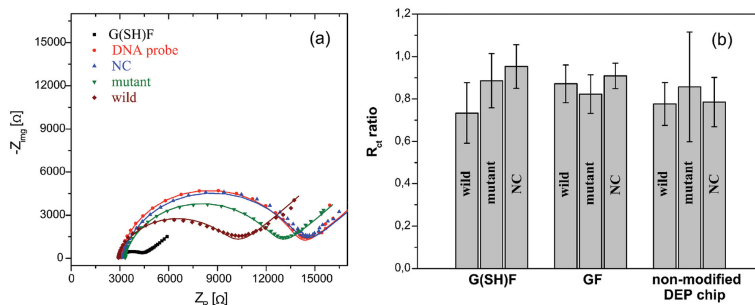 (a)
G(SH)F
DNA probe
NC
mutant
wild
-Z_img [Ω]
15000
12000
9000
6000
3000
0
0 3000 6000 9000 12000 15000
Z_R [Ω]
(b)
R_ct ratio
1,2
1,0
0,8
0,6
0,4
0,2
0,0
wild mutant NC wild mutant NC wild mutant NC
G(SH)F GF non-modified
DEP chip